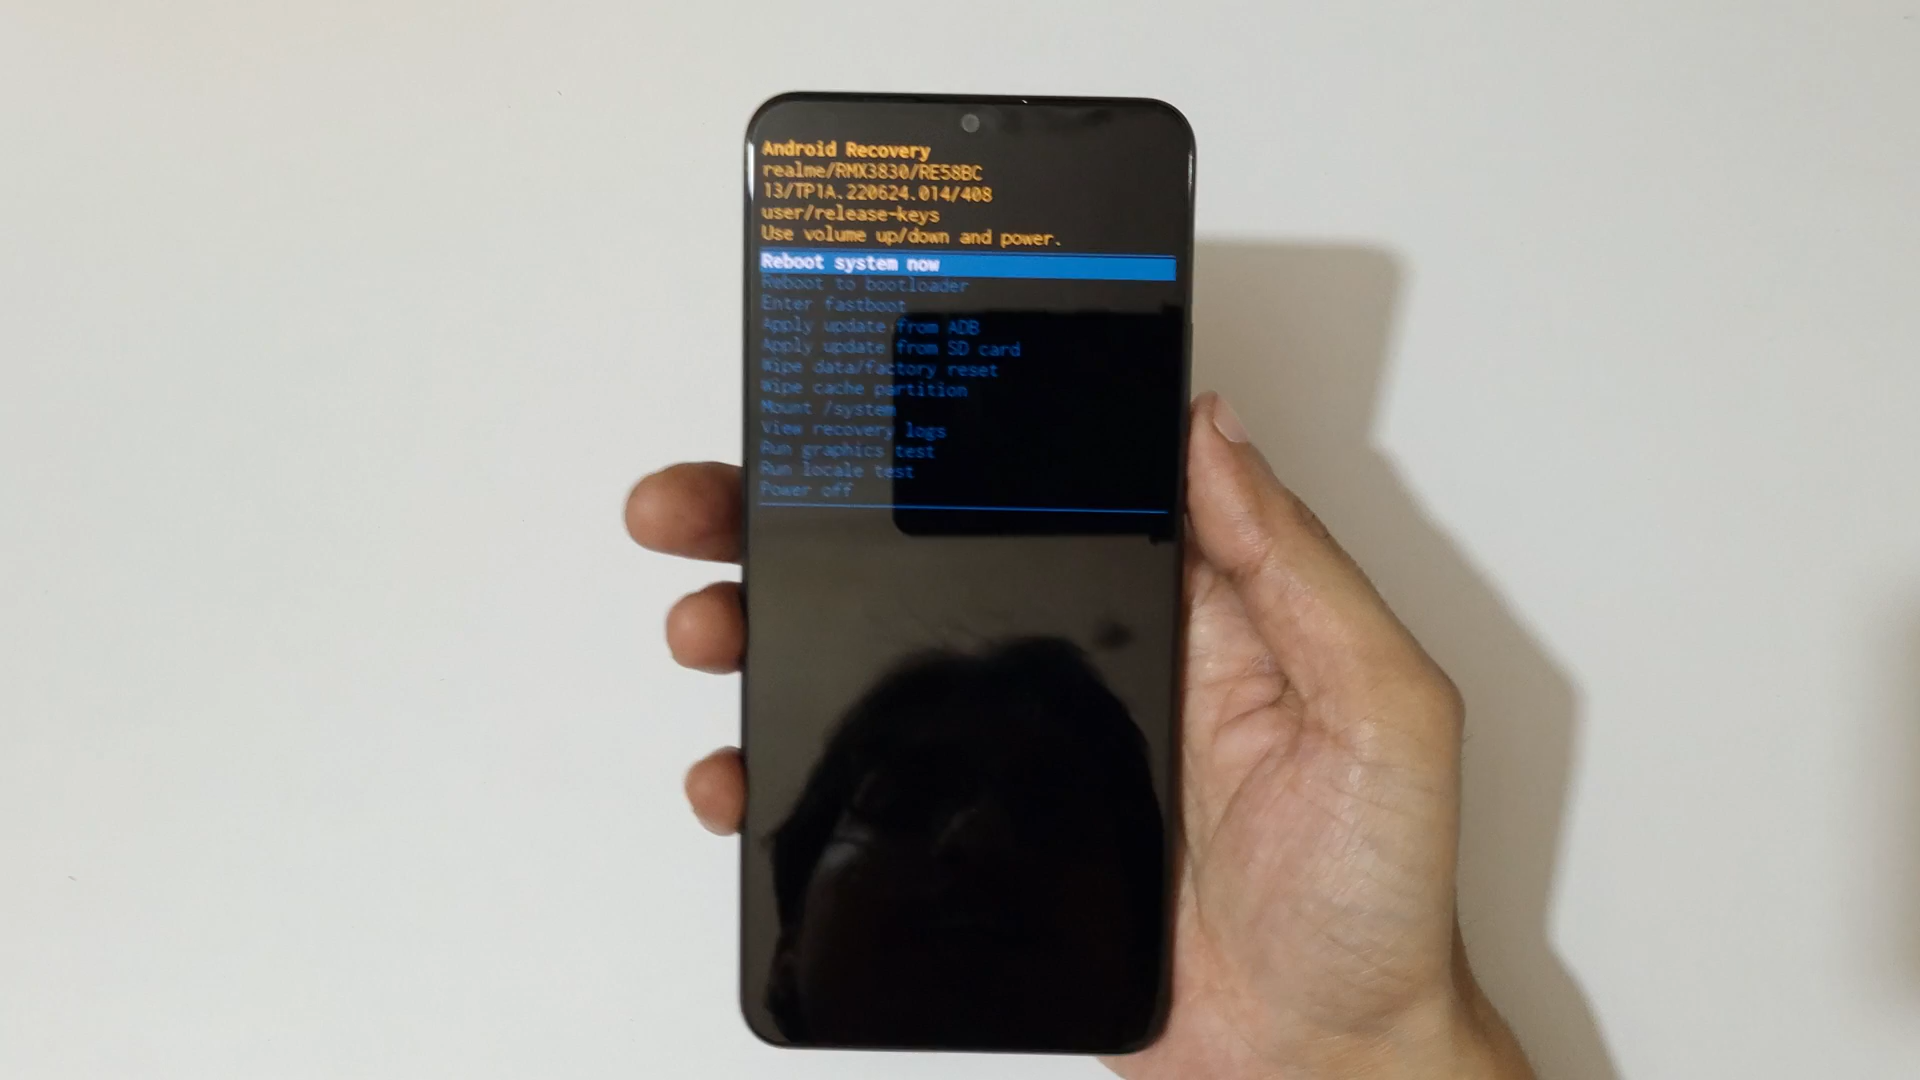 Android Recovery
realme/RMX3830/RE58BC
13/TP1A.220624.014/408
user/release-keys
Use volume up/down and power.
Reboot system now
Reboot to bootloader
Enter fastboot
Apply update from ADB
Apply update from SD card
Wipe data/factory reset
Wipe cache partition
Mount /system
View recovery logs
Run graphics test
Run locale test
Power off